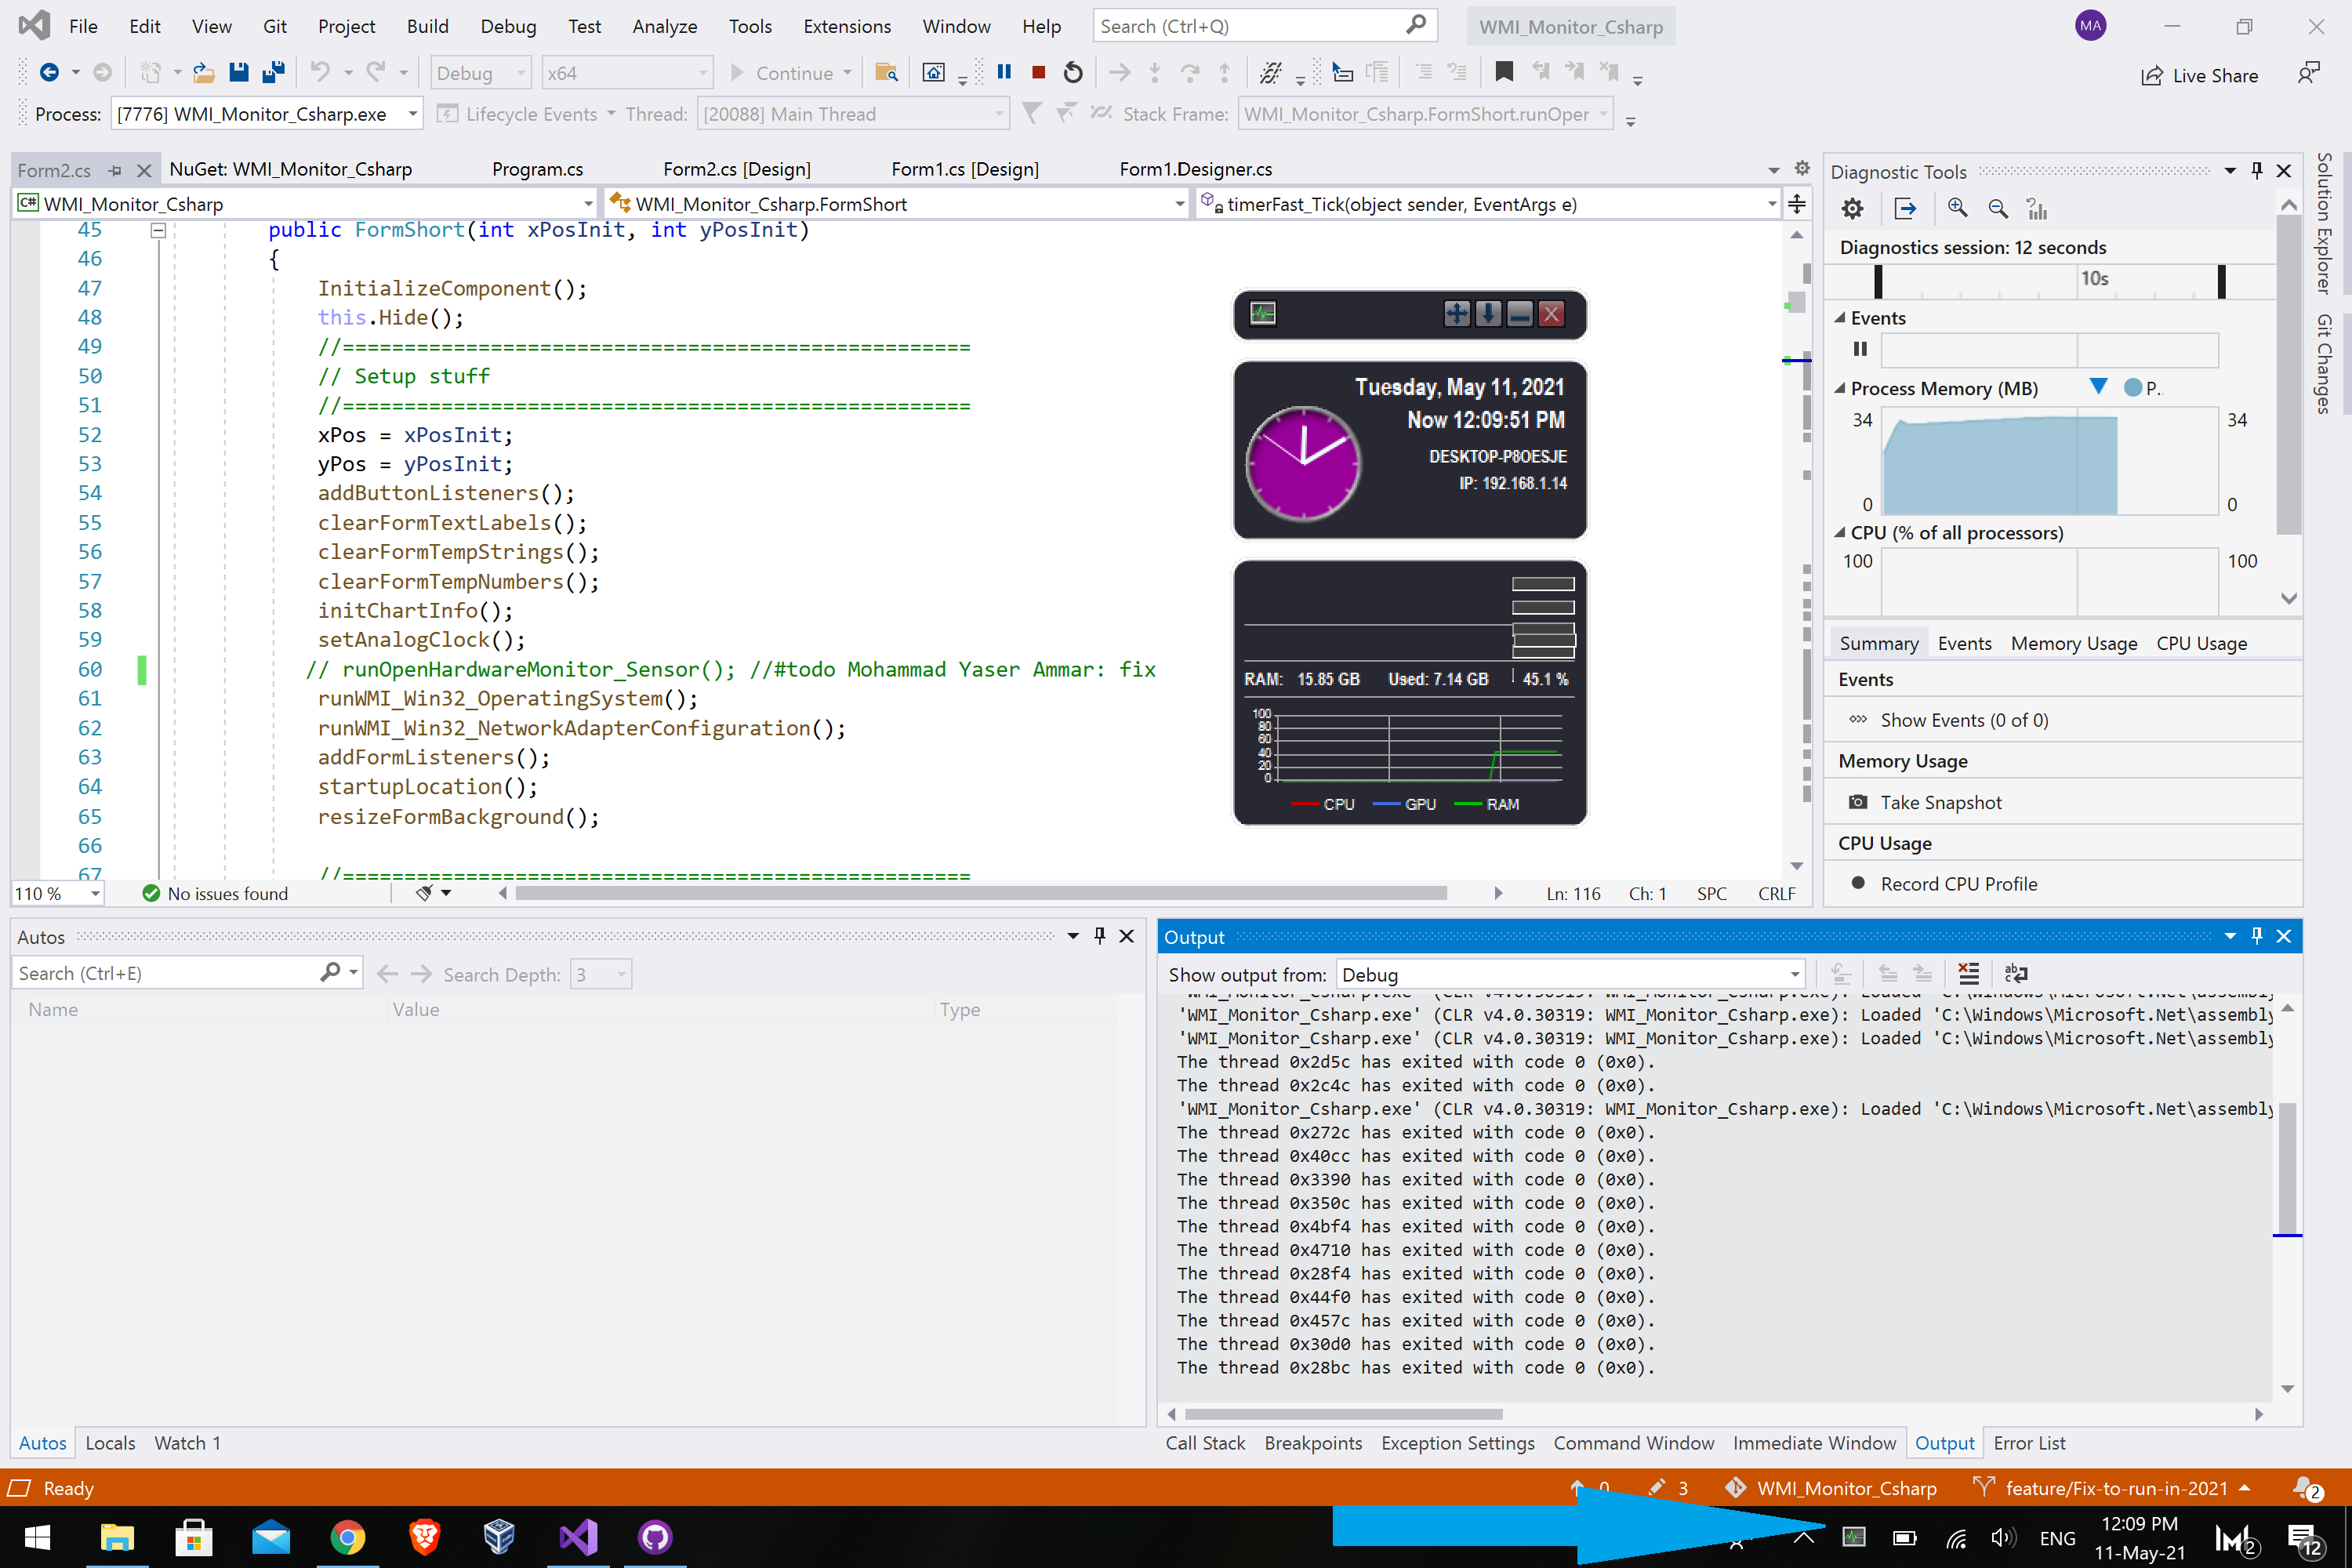 File Edit View Git Project Build Debug Test Analyze Tools Extensions Window Help Search (Ctrl+Q) WMI_Monitor_Csharp MA
Debug x64 Continue Live Share
Process: [7776] WMI_Monitor_Csharp.exe Lifecycle Events Thread: [20088] Main Thread Stack Frame: WMI_Monitor_Csharp.FormShort.runOper
Form2.cs NuGet: WMI_Monitor_Csharp Program.cs Form2.cs [Design] Form1.cs [Design] Form1.Designer.cs
C# WMI_Monitor_Csharp WMI_Monitor_Csharp.FormShort timerFast_Tick(object sender, EventArgs e)
45 public FormShort(int xPosInit, int yPosInit)
46 {
47 InitializeComponent();
48 this.Hide();
49 //===================================================
50 // Setup stuff
51 //===================================================
52 xPos = xPosInit;
53 yPos = yPosInit;
54 addButtonListeners();
55 clearFormTextLabels();
56 clearFormTempStrings();
57 clearFormTempNumbers();
58 initChartInfo();
59 setAnalogClock();
60 // runOpenHardwareMonitor_Sensor(); //#todo Mohammad Yaser Ammar: fix
61 runWMI_Win32_OperatingSystem();
62 runWMI_Win32_NetworkAdapterConfiguration();
63 addFormListeners();
64 startupLocation();
65 resizeFormBackground();
66
67 //===================================================
110 % No issues found Ln: 116 Ch: 1 SPC CRLF
Tuesday, May 11, 2021
Now 12:09:51 PM
DESKTOP-P8OESJE
IP: 192.168.1.14
RAM: 15.85 GB Used: 7.14 GB 45.1 %
100
80
60
40
20
0
CPU GPU RAM
Diagnostic Tools
Diagnostics session: 12 seconds
10s
Events
Process Memory (MB) P..
34 34
0 0
CPU (% of all processors)
100 100
Summary Events Memory Usage CPU Usage
Events
Show Events (0 of 0)
Memory Usage
Take Snapshot
CPU Usage
Record CPU Profile
Solution Explorer
Git Changes
Autos
Search (Ctrl+E) Search Depth: 3
Name Value Type
Autos Locals Watch 1
Output
Show output from: Debug
'WMI_Monitor_Csharp.exe' (CLR v4.0.30319: WMI_Monitor_Csharp.exe): Loaded 'C:\Windows\Microsoft.Net\assembly
'WMI_Monitor_Csharp.exe' (CLR v4.0.30319: WMI_Monitor_Csharp.exe): Loaded 'C:\Windows\Microsoft.Net\assembly
'WMI_Monitor_Csharp.exe' (CLR v4.0.30319: WMI_Monitor_Csharp.exe): Loaded 'C:\Windows\Microsoft.Net\assembly
The thread 0x2d5c has exited with code 0 (0x0).
The thread 0x2c4c has exited with code 0 (0x0).
'WMI_Monitor_Csharp.exe' (CLR v4.0.30319: WMI_Monitor_Csharp.exe): Loaded 'C:\Windows\Microsoft.Net\assembly
The thread 0x272c has exited with code 0 (0x0).
The thread 0x40cc has exited with code 0 (0x0).
The thread 0x3390 has exited with code 0 (0x0).
The thread 0x350c has exited with code 0 (0x0).
The thread 0x4bf4 has exited with code 0 (0x0).
The thread 0x4710 has exited with code 0 (0x0).
The thread 0x28f4 has exited with code 0 (0x0).
The thread 0x44f0 has exited with code 0 (0x0).
The thread 0x457c has exited with code 0 (0x0).
The thread 0x30d0 has exited with code 0 (0x0).
The thread 0x28bc has exited with code 0 (0x0).
Call Stack Breakpoints Exception Settings Command Window Immediate Window Output Error List
Ready 0 3 WMI_Monitor_Csharp feature/Fix-to-run-in-2021 2
ENG 12:09 PM 2 12
11-May-21